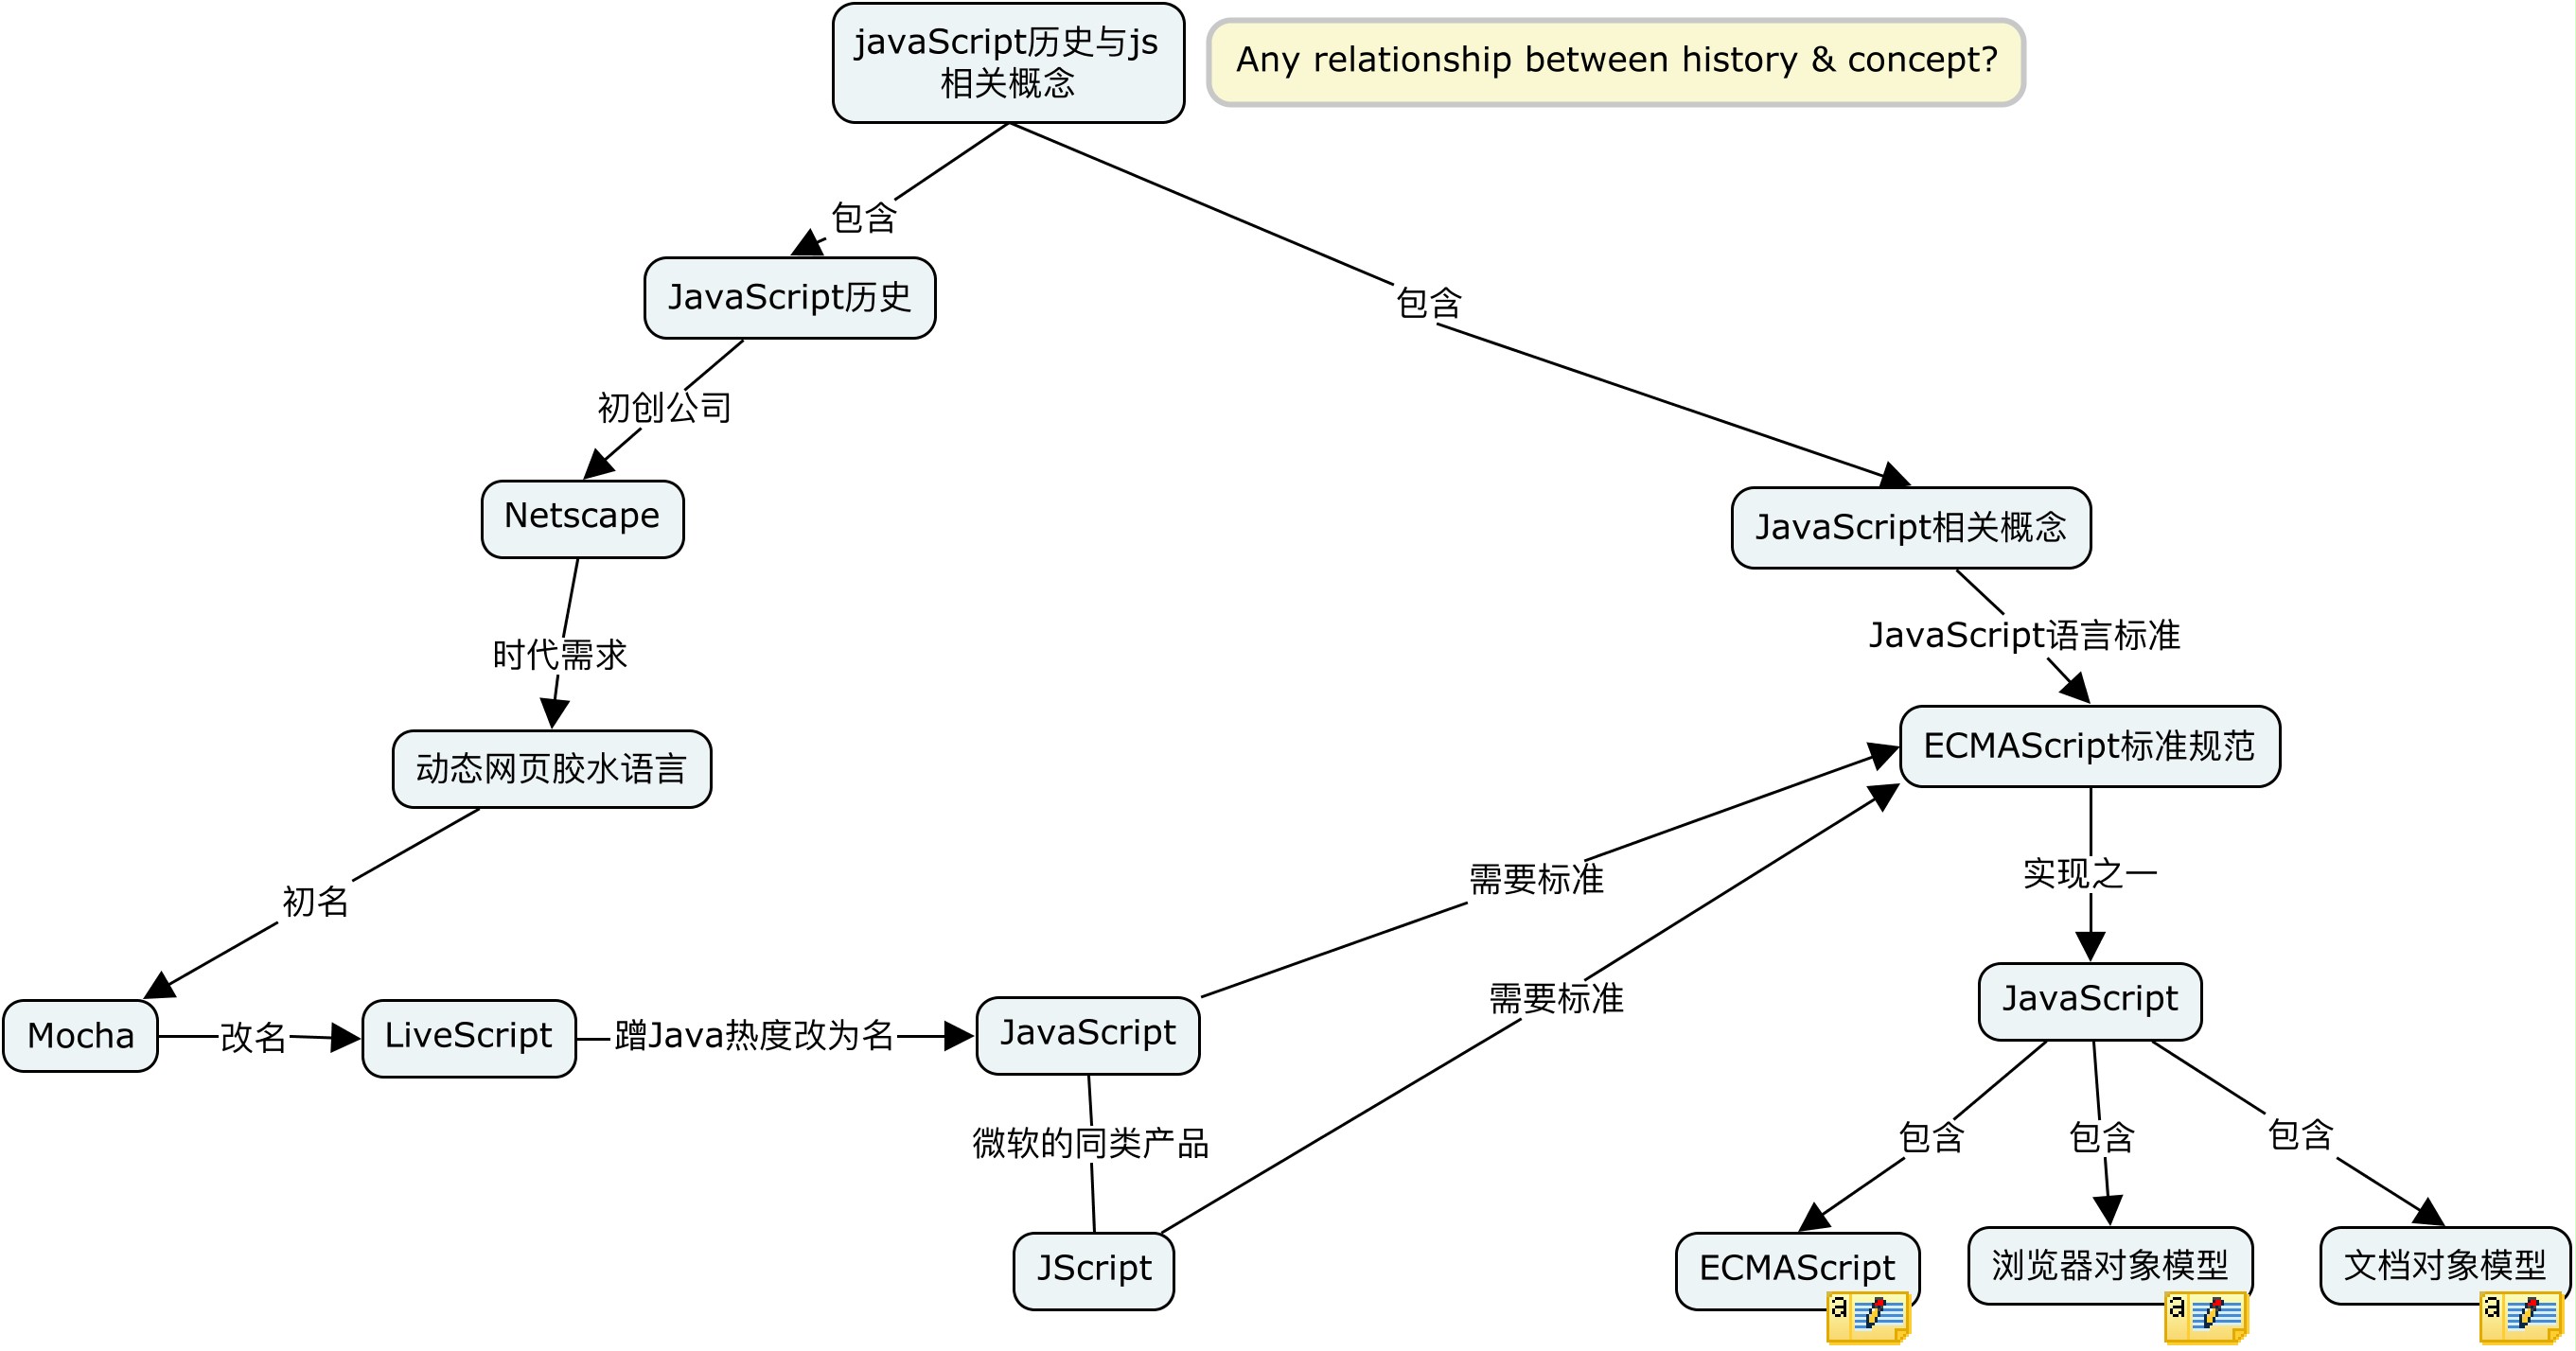 javaScript历史与js
相关概念
Any relationship between history & concept?
包含
JavaScript历史
包含
初创公司
Netscape
JavaScript相关概念
时代需求
JavaScript语言标准
动态网页胶水语言
ECMAScript标准规范
初名
需要标准
实现之一
需要标准
Mocha
改名
LiveScript
蹭Java热度改为名
JavaScript
JavaScript
微软的同类产品
包含
包含
包含
JScript
ECMAScript
浏览器对象模型
文档对象模型
a
a
a